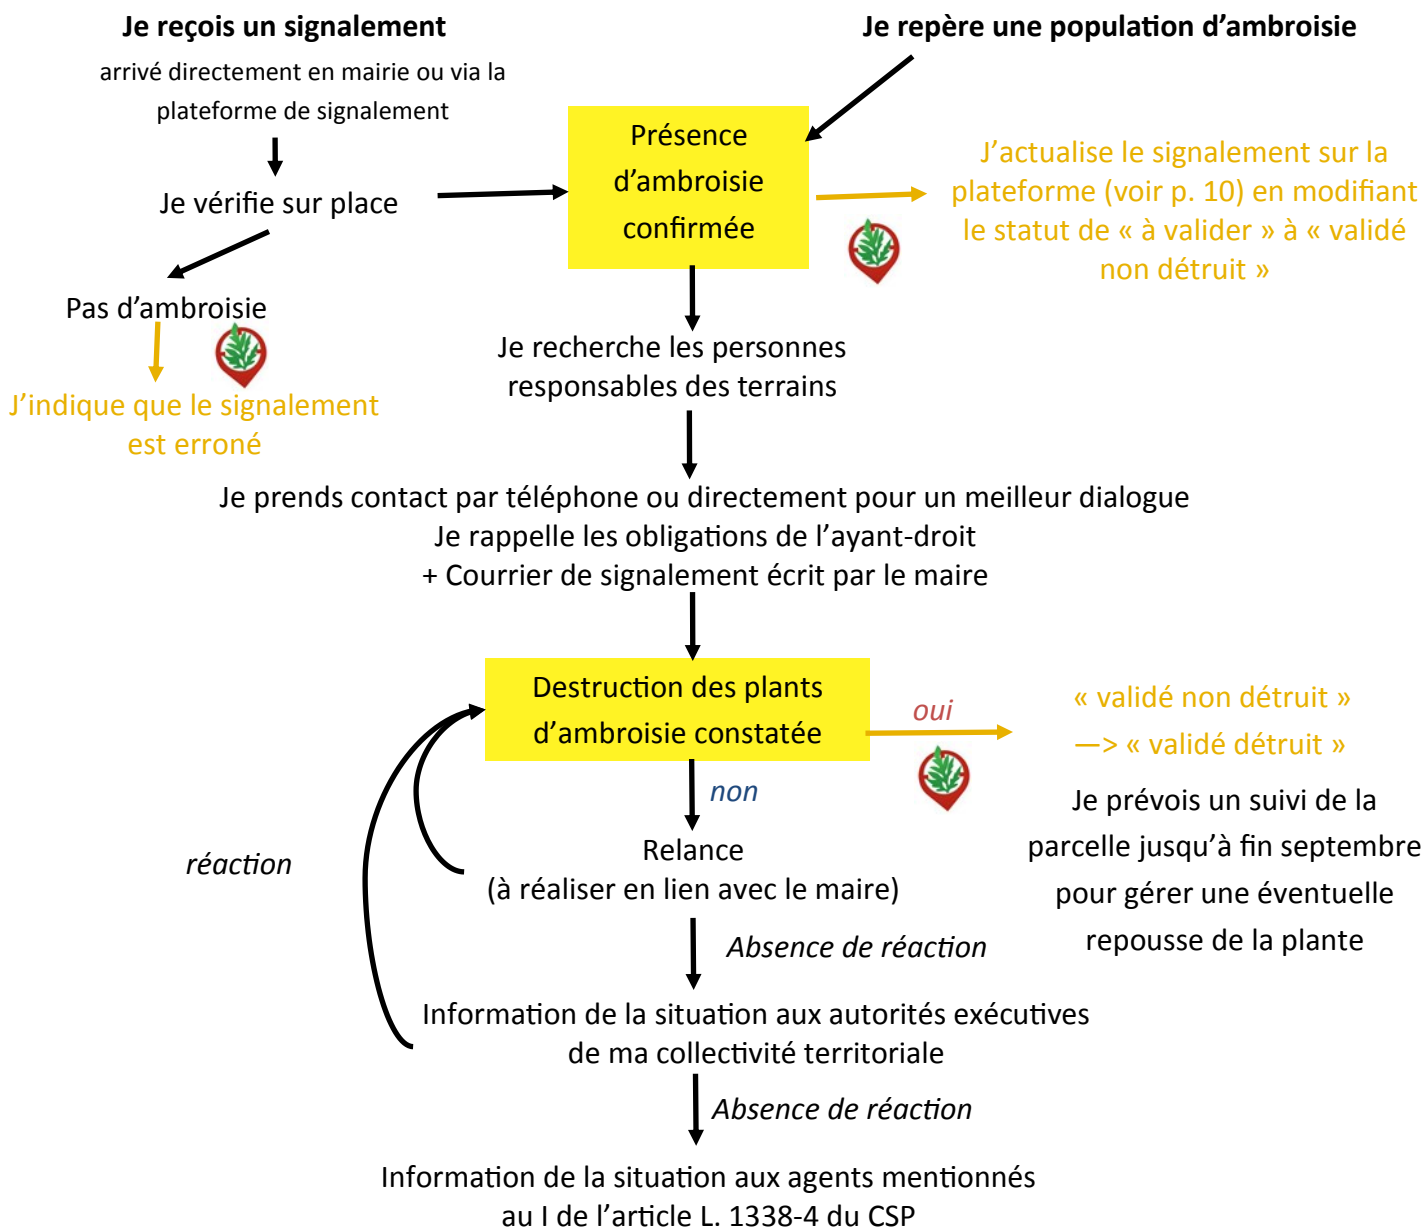 Je reçois un signalement
arrivé directement en mairie ou via la
plateforme de signalement
Je repère une population d’ambroisie
Je vérifie sur place
Présence
d’ambroisie
confirmée
J’actualise le signalement sur la
plateforme (voir p. 10) en modifiant
le statut de « à valider » à « validé
non détruit »
Pas d’ambroisie
J’indique que le signalement
est erroné
Je recherche les personnes
responsables des terrains
Je prends contact par téléphone ou directement pour un meilleur dialogue
Je rappelle les obligations de l’ayant-droit
+ Courrier de signalement écrit par le maire
Destruction des plants
d’ambroisie constatée
oui
« validé non détruit »
—> « validé détruit »
Je prévois un suivi de la
parcelle jusqu’à fin septembre
pour gérer une éventuelle
repousse de la plante
non
réaction
Relance
(à réaliser en lien avec le maire)
Absence de réaction
Information de la situation aux autorités exécutives
de ma collectivité territoriale
Absence de réaction
Information de la situation aux agents mentionnés
au I de l’article L. 1338-4 du CSP